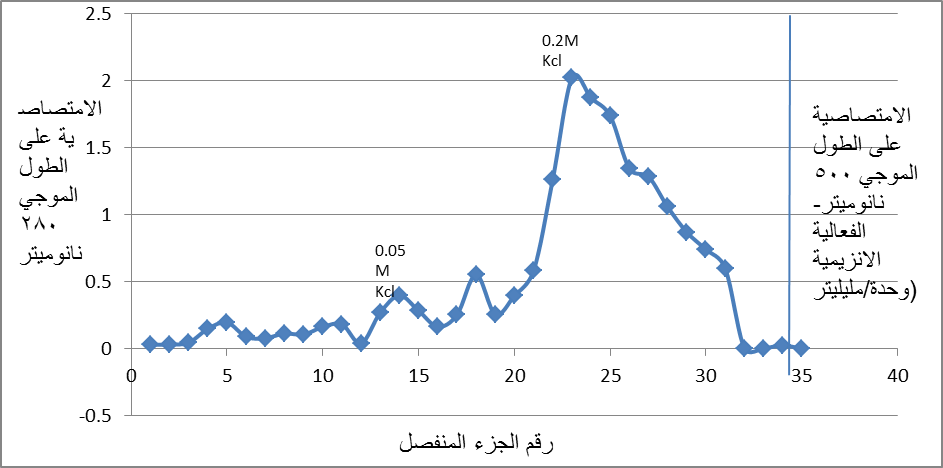 2.5
2
1.5
1
0.5
0
-0.5
0
5
10
15
20
25
30
35
40
0.2M
Kcl
0.05
M
Kcl
الامتصاص
ية على
الطول
الموجي
٢٨٠
نانوميتر
الامتصاصية
على الطول
الموجي ٥٠٠
نانوميتر-
الفعالية
الانزيمية
(وحدة/مليليتر
رقم الجزء المنفصل